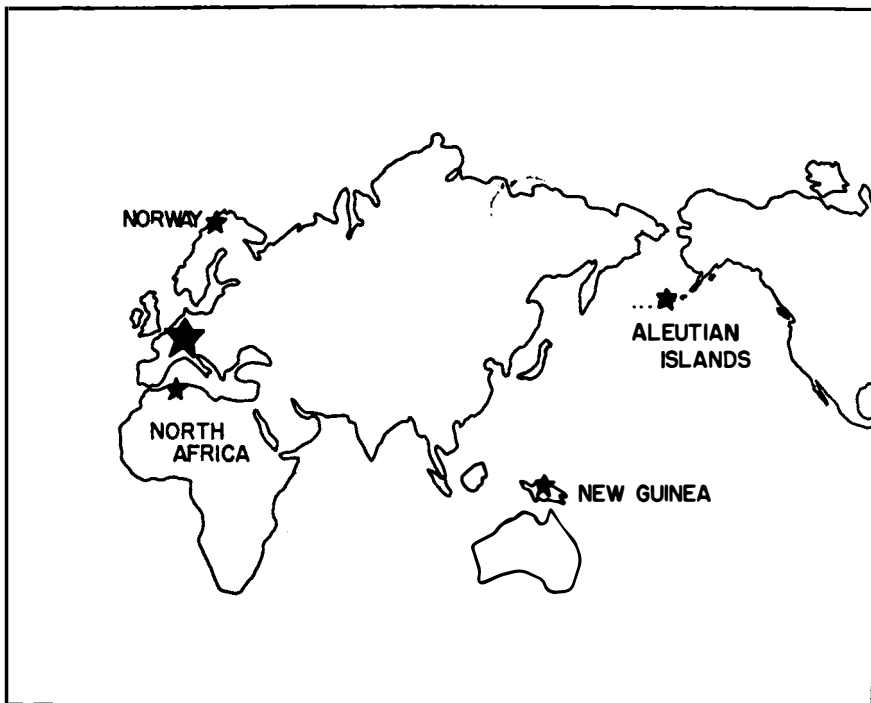 NORWAY
ALEUTIAN
ISLANDS
NORTH
AFRICA
NEW GUINEA